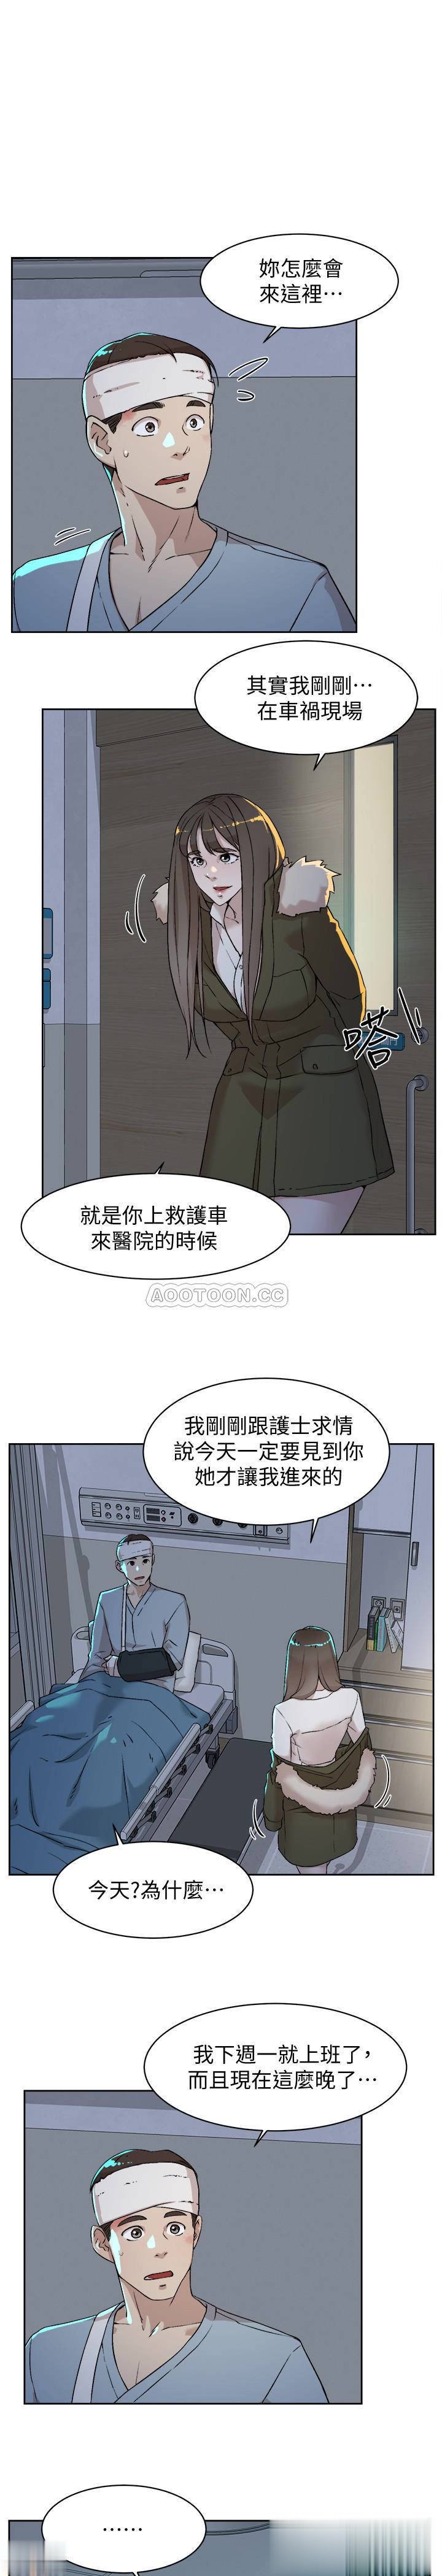 妳怎麼會
來這裡⋯
其實我剛剛⋯
在車禍現場
嗒
就是你上救護車
來醫院的時候
AOOTOON.CC
我剛剛跟護士求情
說今天一定要見到你
她才讓我進來的
今天?為什麼⋯
我下週一就上班了,
而且現在這麼晚了⋯
⋯⋯